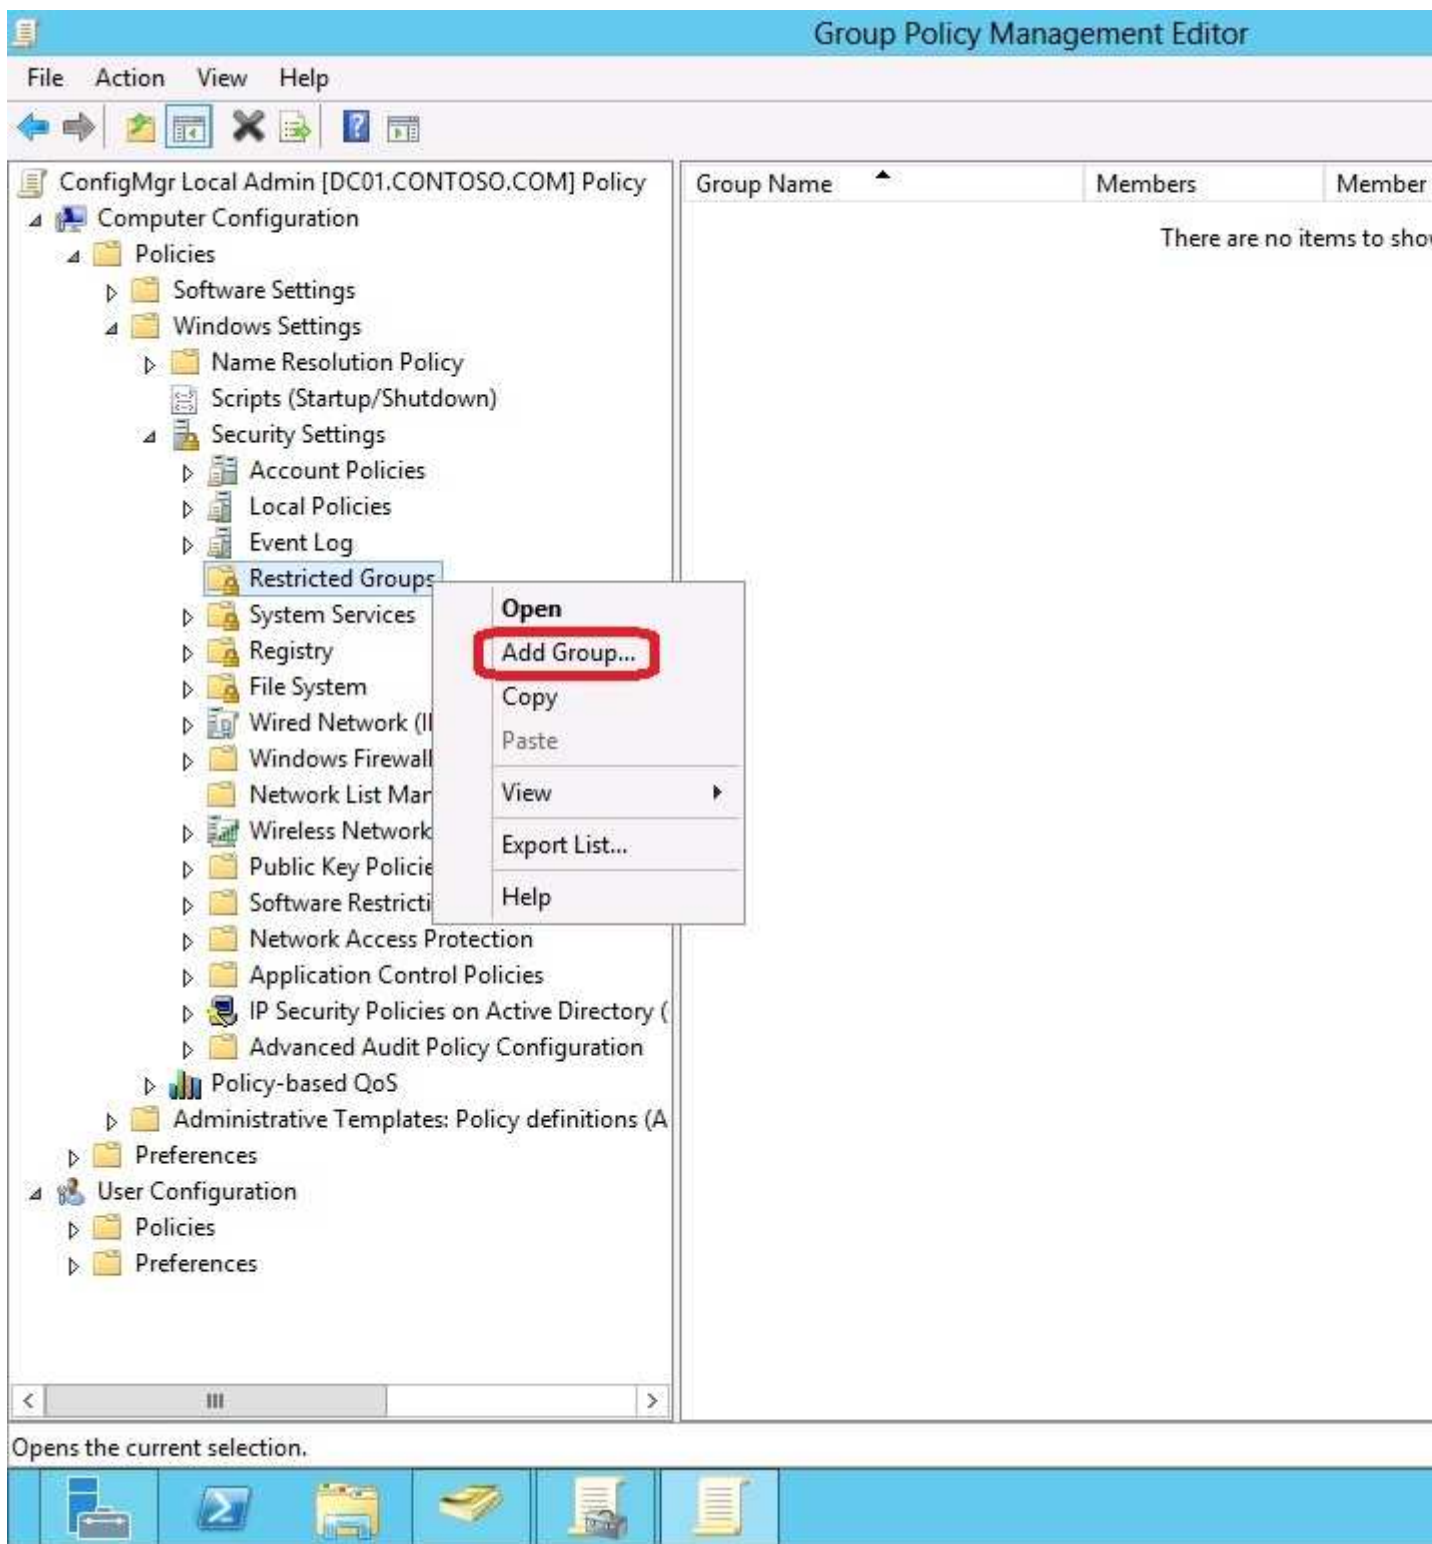 Group Policy Management Editor
File Action View Help
ConfigMgr Local Admin [DC01.CONTOSO.COM] Policy
Computer Configuration
Policies
Software Settings
Windows Settings
Name Resolution Policy
Scripts (Startup/Shutdown)
Security Settings
Account Policies
Local Policies
Event Log
Restricted Groups
System Services
Registry
File System
Wired Network (I
Windows Firewall
Network List Mar
Wireless Network
Public Key Policie
Software Restricti
Network Access Protection
Application Control Policies
IP Security Policies on Active Directory (
Advanced Audit Policy Configuration
Policy-based QoS
Administrative Templates: Policy definitions (A
Preferences
User Configuration
Policies
Preferences
Open
Add Group...
Copy
Paste
View
Export List...
Help
Group Name Members Member
There are no items to show
Opens the current selection.